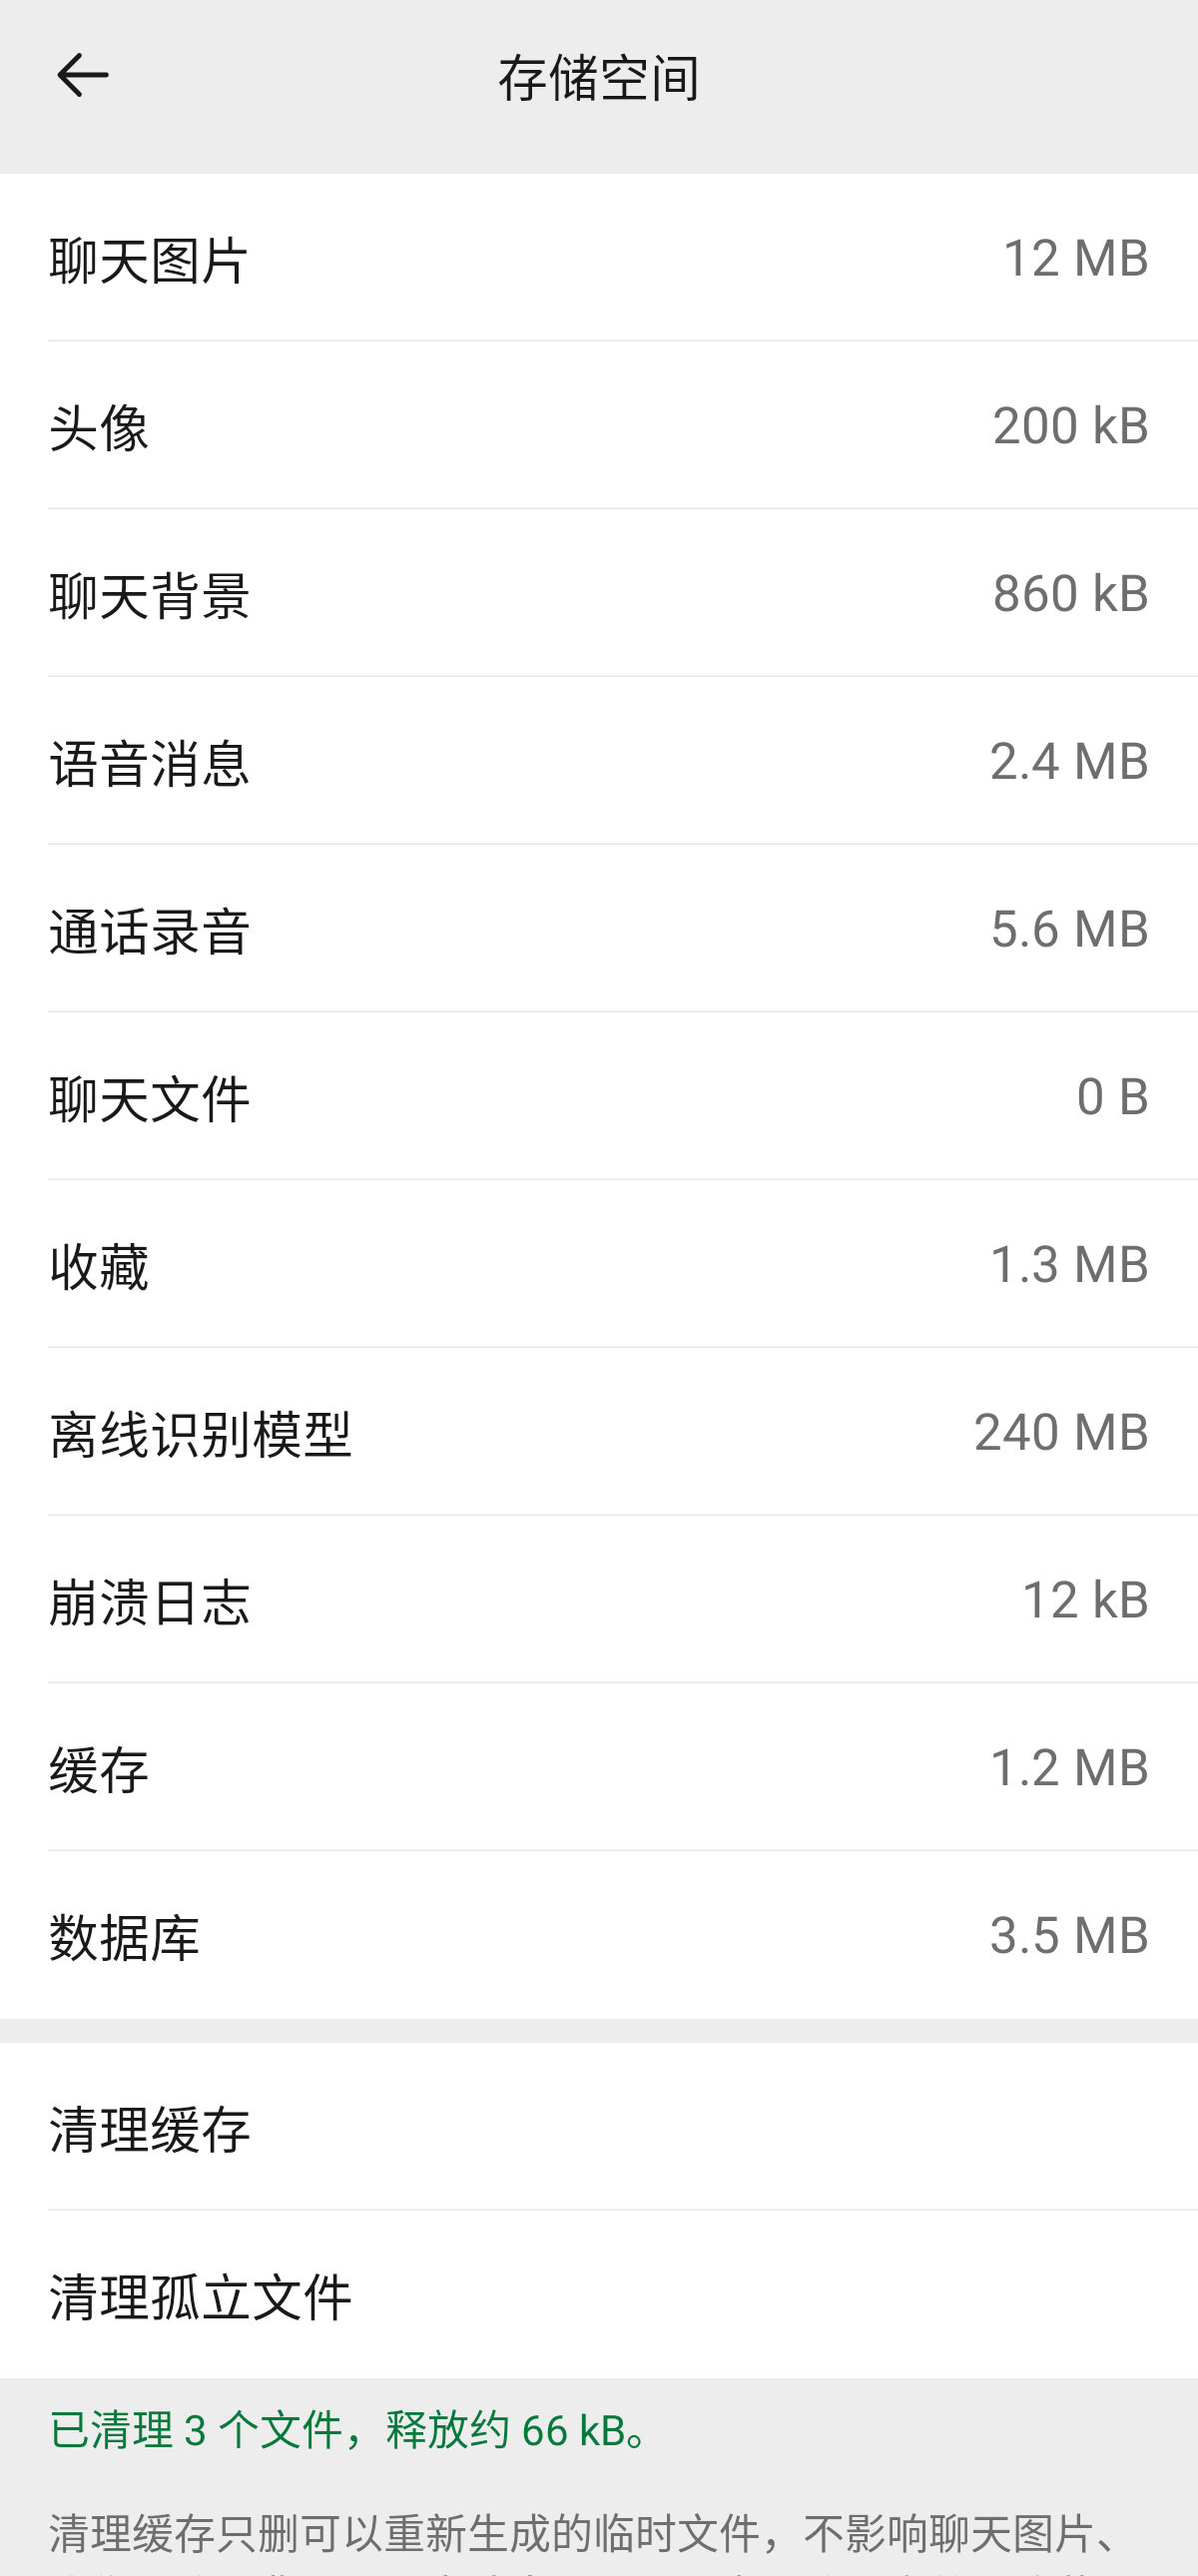 存储空间
聊天图片 12 MB
头像 200 kB
聊天背景 860 kB
语音消息 2.4 MB
通话录音 5.6 MB
聊天文件 0 B
收藏 1.3 MB
离线识别模型 240 MB
崩溃日志 12 kB
缓存 1.2 MB
数据库 3.5 MB
清理缓存
清理孤立文件
已清理 3 个文件，释放约 66 kB。
清理缓存只删可以重新生成的临时文件，不影响聊天图片、